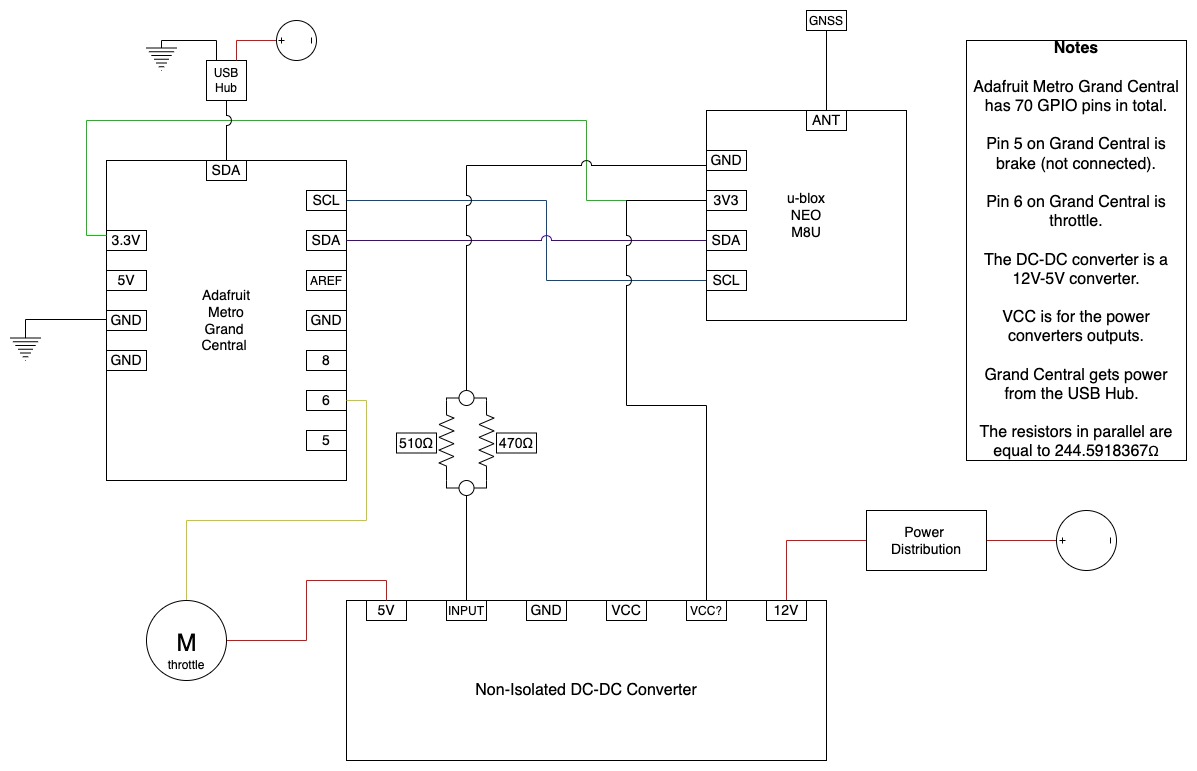 GNSS
+
USB
Hub
ANT
SDA
GND
SCL
3V3
3.3V
SDA
SDA
5V
AREF
SCL
GND
GND
GND
8
6
5
Adafruit
Metro
Grand
Central
u-blox
NEO
M8U
510Ω
470Ω
Power
Distribution
+
M
throttle
5V
INPUT
GND
VCC
VCC?
12V
Non-Isolated DC-DC Converter
Notes
Adafruit Metro Grand Central
has 70 GPIO pins in total.
Pin 5 on Grand Central is
brake (not connected).
Pin 6 on Grand Central is
throttle.
The DC-DC converter is a
12V-5V converter.
VCC is for the power
converters outputs.
Grand Central gets power
from the USB Hub.
The resistors in parallel are
equal to 244.5918367Ω